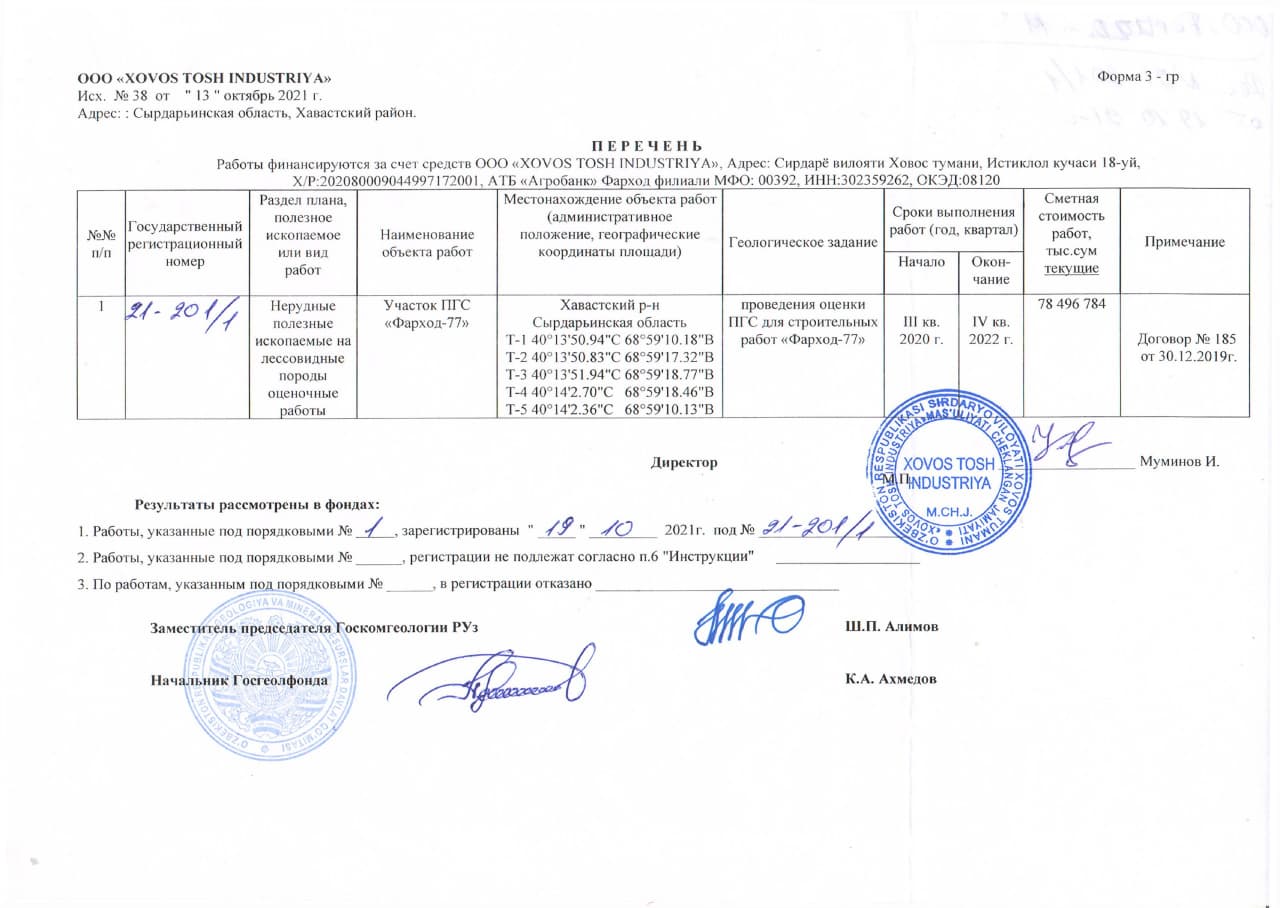 ООО «XOVOS TOSH INDUSTRIYA»
Форма 3 - гр
Исх. № 38 от " 13 " октябрь 2021 г.
Адрес: : Сырдарьинская область, Хавастский район.
П Е Р Е Ч Е Н Ь
Работы финансируются за счет средств ООО «XOVOS TOSH INDUSTRIYA», Адрес: Сирдарё вилояти Ховос тумани, Истиклол кучаси 18-уй,
Х/Р:202080009044997172001, АТБ «Агробанк» Фарход филиали МФО: 00392, ИНН:302359262, ОКЭД:08120
№№ п/п
Государственный регистрационный номер
Раздел плана, полезное ископаемое или вид работ
Наименование объекта работ
Местонахождение объекта работ (административное положение, географические координаты площади)
Геологическое задание
Сроки выполнения работ (год, квартал)
Начало
Окон-чание
Сметная стоимость работ, тыс.сум текущие
Примечание
1
21-201/1
Нерудные полезные ископаемые на лессовидные породы оценочные работы
Участок ПГС «Фарход-77»
Хавастский р-н
Сырдарьинская область
Т-1 40°13'50.94"С 68°59'10.18"В
Т-2 40°13'50.83"С 68°59'17.32"В
Т-3 40°13'51.94"С 68°59'18.77"В
Т-4 40°14'2.70"С 68°59'18.46"В
Т-5 40°14'2.36"С 68°59'10.13"В
проведения оценки ПГС для строительных работ «Фарход-77»
III кв. 2020 г.
IV кв. 2022 г.
78 496 784
Договор № 185 от 30.12.2019г.
Директор
М.П
Муминов И.
O'ZBEKISTON RESPUBLIKASI SIRDARYO VILOYATI XOVOS TUMANI
«XOVOS TOSH INDUSTRIYA» MAS'ULIYATI CHEKLANGAN JAMIYATI
XOVOS TOSH
INDUSTRIYA
M.CH.J.
Результаты рассмотрены в фондах:
1. Работы, указанные под порядковыми № 1, зарегистрированы " 19 " 10 2021г. под № 21-201/1
2. Работы, указанные под порядковыми № ______, регистрации не подлежат согласно п.6 "Инструкции"
3. По работам, указанным под порядковыми № ______, в регистрации отказано
Заместитель председателя Госкомгеологии РУз
Ш.П. Алимов
Начальник Госгеолфонда
К.А. Ахмедов
O'ZBEKISTON RESPUBLIKASI GEOLOGIYA VA MINERAL RESURSLAR DAVLAT QO'MITASI